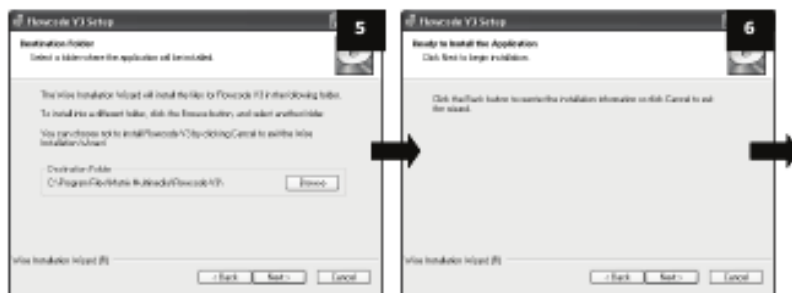 Flowcode V3 Setup
5
Destination Folder
Select a folder where the application will be installed.
The Wise Installation Wizard will install the files for Flowcode V3 in the following folder.
To install into a different folder, click the Browse button, and select another folder.
You can choose not to install Flowcode V3 by clicking Cancel to exit the Wise
Installation Wizard.
Destination Folder
C:\Program Files\Matrix Multimedia\Flowcode V3\
Browse
Wise Installation Wizard (R)
< Back
Next >
Cancel
Flowcode V3 Setup
6
Ready to Install the Application
Click Next to begin installation.
Click the Back button to reenter the installation information or click Cancel to exit
the wizard.
Wise Installation Wizard (R)
< Back
Next >
Cancel